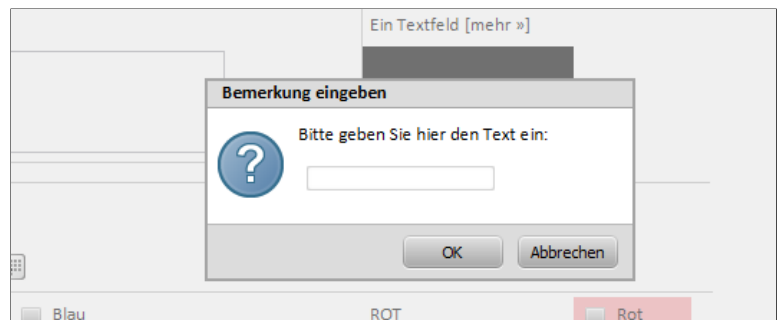 Ein Textfeld [mehr »]
Bemerkung eingeben
Bitte geben Sie hier den Text ein:
OK Abbrechen
Blau ROT Rot